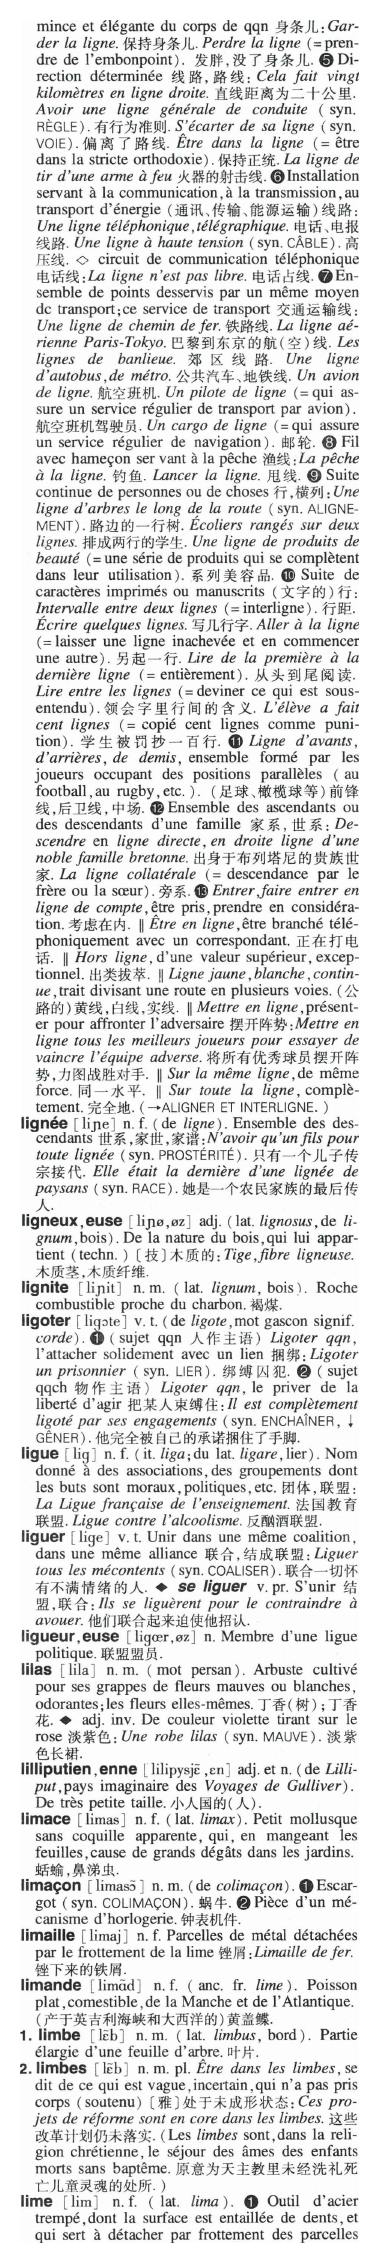 mince et élégante du corps de qqn 身条儿:Gar-
der la ligne. 保持身条儿. Perdre la ligne (=pren-
dre de l'embonpoint). 发胖,没了身条儿. ❺ Di-
rection déterminée 线路,路线: Cela fait vingt
kilomètres en ligne droite. 直线距离为二十公里.
Avoir une ligne générale de conduite ( syn.
RÈGLE). 有行为准则. S'écarter de sa ligne (syn.
VOIE). 偏离了路线. Être dans la ligne (= être
dans la stricte orthodoxie). 保持正统. La ligne de
tir d'une arme à feu 火器的射击线. ❻ Installation
servant à la communication,à la transmission,au
transport d'énergie (通讯、传输、能源运输)线路:
Une ligne téléphonique,télégraphique. 电话、电报
线路. Une ligne à haute tension (syn. CÂBLE). 高
压线. ◇ circuit de communication téléphonique
电话线:La ligne n'est pas libre. 电话占线. ❼ En-
semble de points desservis par un même moyen
de transport;ce service de transport 交通运输线:
Une ligne de chemin de fer. 铁路线. La ligne aé-
rienne Paris-Tokyo. 巴黎到东京的航(空)线. Les
lignes de banlieue. 郊区线路. Une ligne
d'autobus,de métro. 公共汽车、地铁线. Un avion
de ligne. 航空班机. Un pilote de ligne (=qui as-
sure un service régulier de transport par avion).
航空班机驾驶员. Un cargo de ligne (=qui assure
un service régulier de navigation). 邮轮. ❽ Fil
avec hameçon ser vant à la pêche 渔线:La pêche
à la ligne. 钓鱼. Lancer la ligne. 甩线. ❾ Suite
continue de personnes ou de choses 行,横列:Une
ligne d'arbres le long de la route (syn. ALIGNE-
MENT). 路边的一行树. Écoliers rangés sur deux
lignes. 排成两行的学生. Une ligne de produits de
beauté (=une série de produits qui se complètent
dans leur utilisation). 系列美容品. ❿ Suite de
caractères imprimés ou manuscrits (文字的)行:
Intervalle entre deux lignes (=interligne). 行距.
Écrire quelques lignes. 写几行字. Aller à la ligne
(=laisser une ligne inachevée et en commencer
une autre). 另起一行. Lire de la première à la
dernière ligne (= entièrement). 从头到尾阅读.
Lire entre les lignes (=deviner ce qui est sous-
entendu). 领会字里行间的含义. L'élève a fait
cent lignes (= copié cent lignes comme puni-
tion). 学生被罚抄一百行. ⓫ Ligne d'avants,
d'arrières, de demis, ensemble formé par les
joueurs occupant des positions parallèles ( au
football,au rugby,etc.). (足球、橄榄球等)前锋
线,后卫线,中场. ⓬ Ensemble des ascendants ou
des descendants d'une famille 家系,世系: De-
scendre en ligne directe, en droite ligne d'une
noble famille bretonne. 出身于布列塔尼的贵族世
家. La ligne collatérale (= descendance par le
frère ou la sœur). 旁系. ⓭ Entrer,faire entrer en
ligne de compte,être pris,prendre en considéra-
tion. 考虑在内. ‖ Être en ligne,être branché télé-
phoniquement avec un correspondant. 正在打电
话. ‖ Hors ligne, d'une valeur supérieur, excep-
tionnel. 出类拔萃. ‖ Ligne jaune,blanche,contin-
ue,trait divisant une route en plusieurs voies. (公
路的)黄线,白线,实线. ‖ Mettre en ligne,présent-
er pour affronter l'adversaire 摆开阵势:Mettre en
ligne tous les meilleurs joueurs pour essayer de
vaincre l'équipe adverse. 将所有优秀球员摆开阵
势,力图战胜对手. ‖ Sur la même ligne,de même
force. 同一水平. ‖ Sur toute la ligne, complè-
tement. 完全地. (→ALIGNER ET INTERLIGNE. )
lignée [liɲe] n. f. (de ligne). Ensemble des des-
cendants 世系,家世,家谱:N'avoir qu'un fils pour
toute lignée (syn. PROSTÉRITÉ). 只有一个儿子传
宗接代. Elle était la dernière d'une lignée de
paysans (syn. RACE). 她是一个农民家族的最后传
人.
ligneux,euse [liɲø,øz] adj. (lat. lignosus,de li-
gnum,bois). De la nature du bois,qui lui appar-
tient (techn. ) [技]木质的:Tige,fibre ligneuse.
木质茎,木质纤维.
lignite [liɲit] n. m. ( lat. lignum, bois). Roche
combustible proche du charbon. 褐煤.
ligoter [ligɔte] v. t. (de ligote,mot gascon signif.
corde). ❶ (sujet qqn 人作主语) Ligoter qqn,
l'attacher solidement avec un lien 捆绑:Ligoter
un prisonnier ( syn. LIER). 绑缚囚犯. ❷ ( sujet
qqch 物作主语) Ligoter qqn, le priver de la
liberté d'agir 把某人束缚住:Il est complètement
ligoté par ses engagements (syn. ENCHAÎNER, ↓
GÊNER). 他完全被自己的承诺捆住了手脚.
ligue [lig] n. f. (it. liga;du lat. ligare,lier). Nom
donné à des associations,des groupements dont
les buts sont moraux,politiques,etc. 团体,联盟:
La Ligue française de l'enseignement. 法国教育
联盟. Ligue contre l'alcoolisme. 反酗酒联盟.
liguer [lige] v. t. Unir dans une même coalition,
dans une même alliance 联合,结成联盟:Liguer
tous les mécontents (syn. COALISER). 联合一切怀
有不满情绪的人. ◆ se liguer v. pr. S'unir 结
盟,联合:Ils se liguèrent pour le contraindre à
avouer. 他们联合起来迫使他招认.
ligueur,euse [ligœr,øz] n. Membre d'une ligue
politique. 联盟盟员.
lilas [lila] n. m. ( mot persan). Arbuste cultivé
pour ses grappes de fleurs mauves ou blanches,
odorantes;les fleurs elles-mêmes. 丁香(树);丁香
花. ◆ adj. inv. De couleur violette tirant sur le
rose 淡紫色:Une robe lilas (syn. MAUVE). 淡紫
色长裙.
lilliputien,enne [lilipysjɛ̃,ɛn] adj. et n. (de Lilli-
put,pays imaginaire des Voyages de Gulliver).
De très petite taille. 小人国的(人).
limace [limas] n. f. (lat. limax). Petit mollusque
sans coquille apparente, qui, en mangeant les
feuilles,cause de grands dégâts dans les jardins.
蛞蝓,鼻涕虫.
limaçon [limasɔ̃] n. m. (de colimaçon). ❶ Escar-
got (syn. COLIMAÇON). 蜗牛. ❷ Pièce d'un mé-
canisme d'horlogerie. 钟表机件.
limaille [limaj] n. f. Parcelles de métal détachées
par le frottement de la lime 锉屑:Limaille de fer.
锉下来的铁屑.
limande [limɑ̃d] n. f. ( anc. fr. lime). Poisson
plat,comestible,de la Manche et de l'Atlantique.
(产于英吉利海峡和大西洋的)黄盖鲽.
1. limbe [lɛ̃b] n. m. (lat. limbus, bord). Partie
élargie d'une feuille d'arbre. 叶片.
2. limbes [lɛ̃b] n. m. pl. Être dans les limbes, se
dit de ce qui est vague,incertain,qui n'a pas pris
corps (soutenu) [雅]处于未成形状态: Ces pro-
jets de réforme sont en core dans les limbes. 这些
改革计划仍未落实. (Les limbes sont,dans la reli-
gion chrétienne, le séjour des âmes des enfants
morts sans baptême. 原意为天主教里未经洗礼死
亡儿童灵魂的处所. )
lime [lim] n. f. ( lat. lima). ❶ Outil d'acier
trempé,dont la surface est entaillée de dents,et
qui sert à détacher par frottement des parcelles